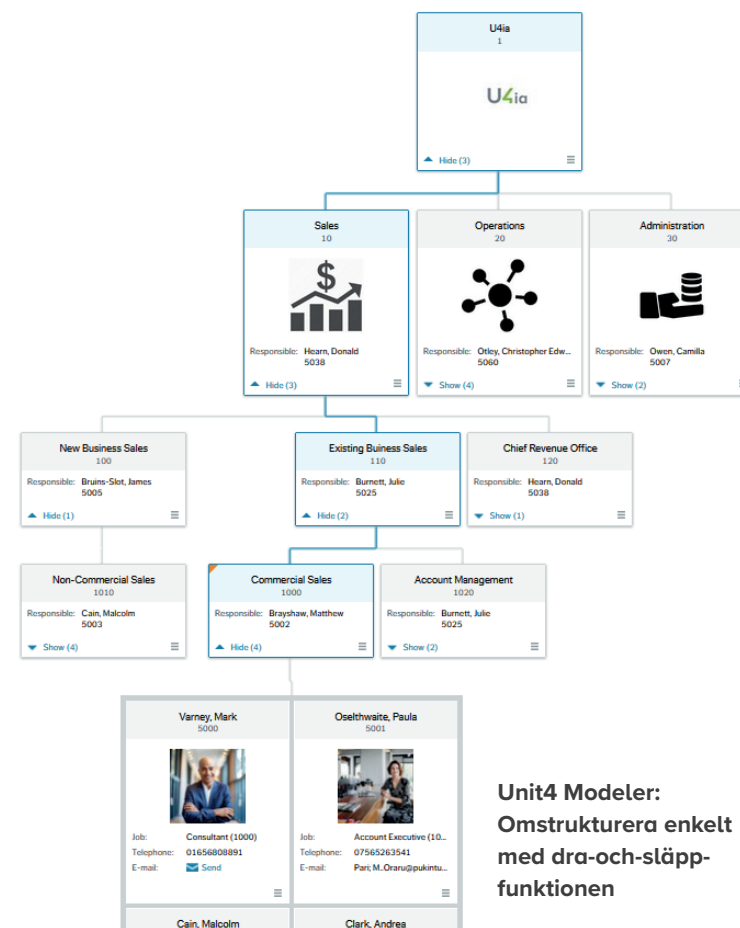 U4ia
1
U4ia
Hide (3)
Sales
10
Responsible: Hearn, Donald
5038
Hide (3)
Operations
20
Responsible: Otley, Christopher Edw...
5060
Show (4)
Administration
30
Responsible: Owen, Camilla
5007
Show (2)
New Business Sales
100
Responsible: Bruins-Slot, James
5005
Hide (1)
Existing Buiness Sales
110
Responsible: Burnett, Julie
5025
Hide (2)
Chief Revenue Office
120
Responsible: Hearn, Donald
5038
Show (1)
Non-Commercial Sales
1010
Responsible: Cain, Malcolm
5003
Show (4)
Commercial Sales
1000
Responsible: Brayshaw, Matthew
5002
Hide (4)
Account Management
1020
Responsible: Burnett, Julie
5025
Show (2)
Varney, Mark
5000
Job: Consultant (1000)
Telephone: 01656808891
E-mail: Send
Oselthwaite, Paula
5001
Job: Account Executive (10...
Telephone: 07565263541
E-mail: Pari; M.Oraru@pukintu...
Cain, Malcolm
Clark, Andrea
Unit4 Modeler:
Omstrukturera enkelt
med dra-och-släpp-
funktionen